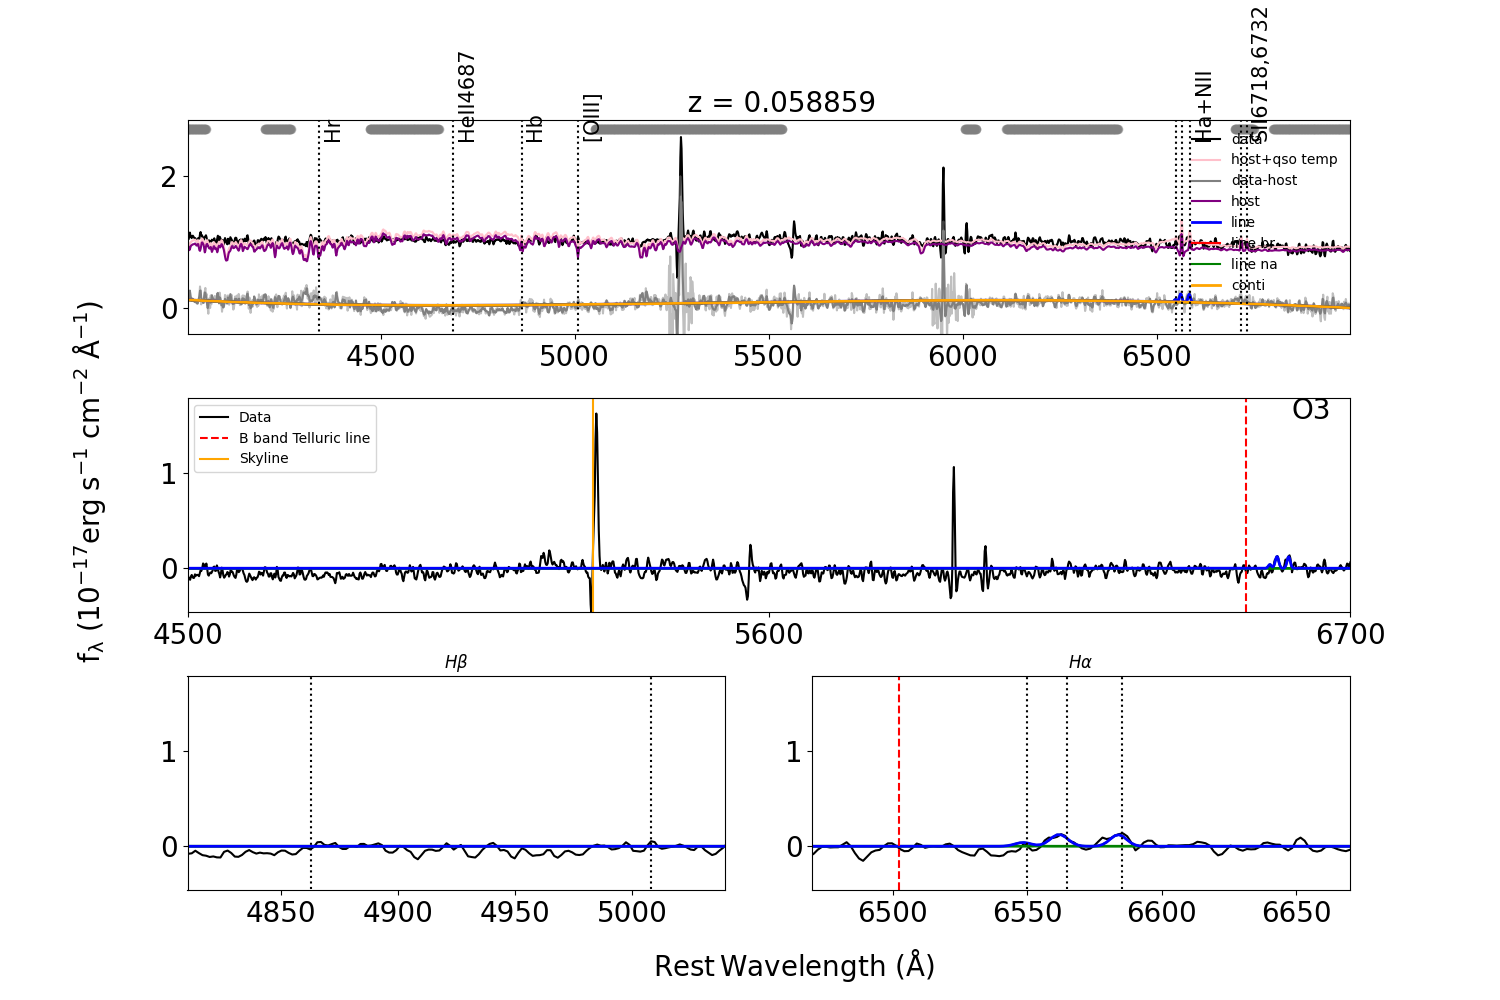 z = 0.058859
Hr
HeII4687
Hb
[OIII]
Ha+NII
SII6718,6732
data
host+qso temp
data-host
host
line
line br
line na
conti
2
0
4500
5000
5500
6000
6500
f_λ (10^−17 erg s^−1 cm^−2 Å^−1)
Data
B band Telluric line
Skyline
O3
1
0
4500
5600
6700
Hβ
1
0
4850
4900
4950
5000
Hα
1
0
6500
6550
6600
6650
Rest Wavelength (Å)